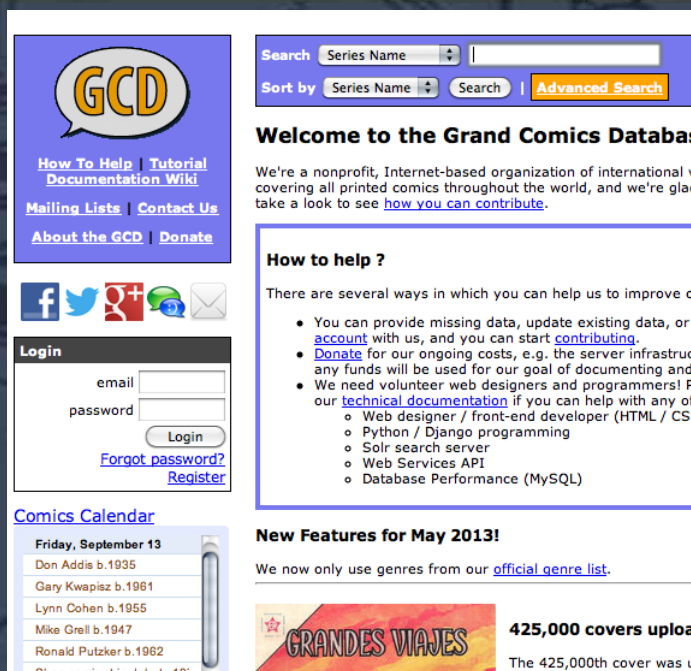 GCD
How To Help | Tutorial
Documentation Wiki
Mailing Lists | Contact Us
About the GCD | Donate
Login
email
password
Login
Forgot password?
Register
Comics Calendar
Friday, September 13
Don Addis b.1935
Gary Kwapisz b.1961
Lynn Cohen b.1955
Mike Grell b.1947
Ronald Putzker b.1962
Search Series Name
Sort by Series Name Search | Advanced Search
Welcome to the Grand Comics Databas
We're a nonprofit, Internet-based organization of international
covering all printed comics throughout the world, and we're gla
take a look to see how you can contribute.
How to help ?
There are several ways in which you can help us to improve
• You can provide missing data, update existing data, or
account with us, and you can start contributing.
• Donate for our ongoing costs, e.g. the server infrastruc
any funds will be used for our goal of documenting and
• We need volunteer web designers and programmers!
our technical documentation if you can help with any of
Web designer / front-end developer (HTML / CS
Python / Django programming
Solr search server
Web Services API
Database Performance (MySQL)
New Features for May 2013!
We now only use genres from our official genre list.
GRANDES VIAJES
425,000 covers uploa
The 425,000th cover was